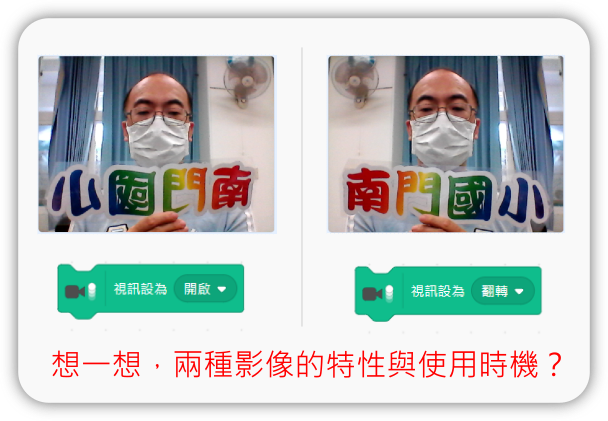 小國門南
南門國小
視訊設為 開啟
視訊設為 翻轉
想一想，兩種影像的特性與使用時機？